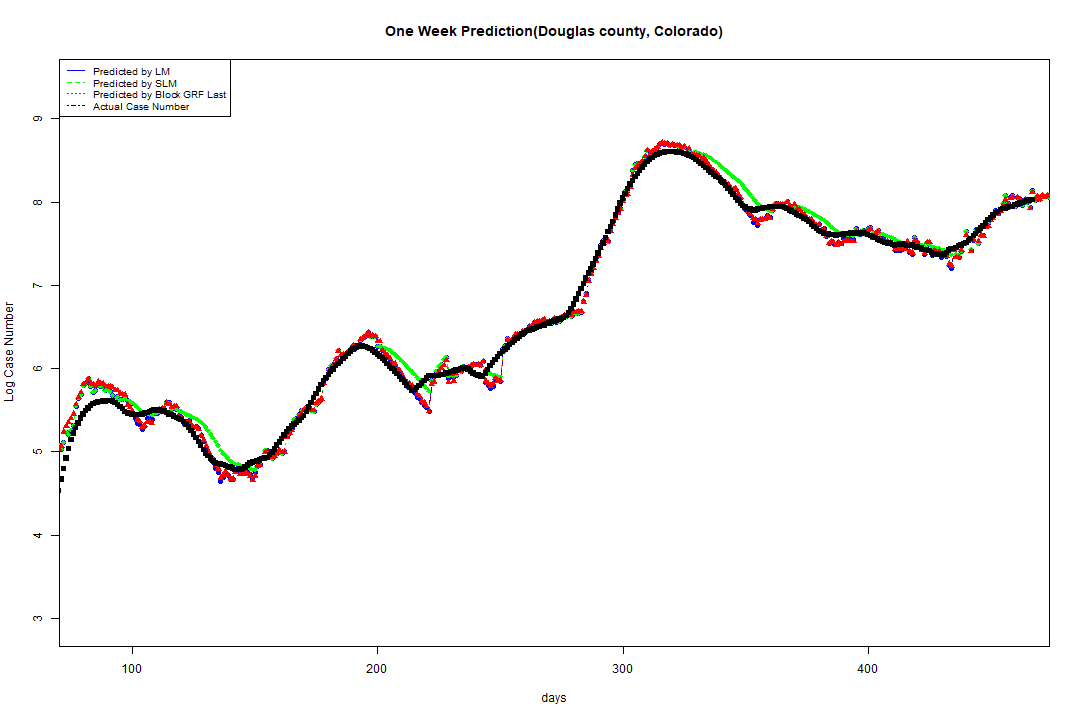 One Week Prediction(Douglas county, Colorado)
Predicted by LM
Predicted by SLM
Predicted by Block GRF Last
Actual Case Number
Log Case Number
9
8
7
6
5
4
3
100 200 300 400
days